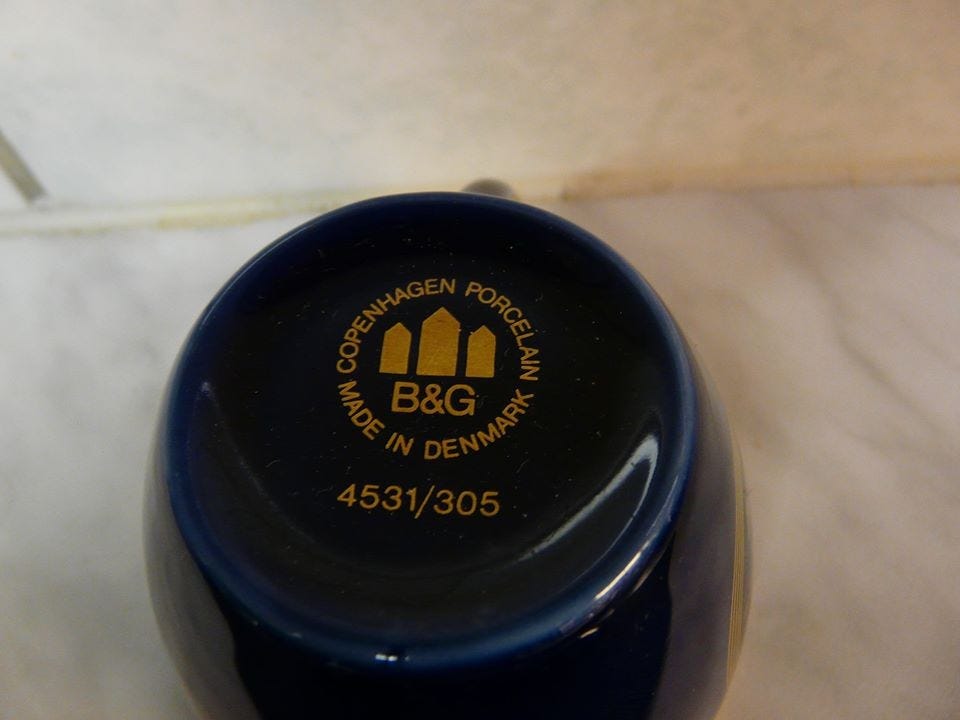 COPENHAGEN PORCELAIN
B&G
MADE IN DENMARK
4531/305